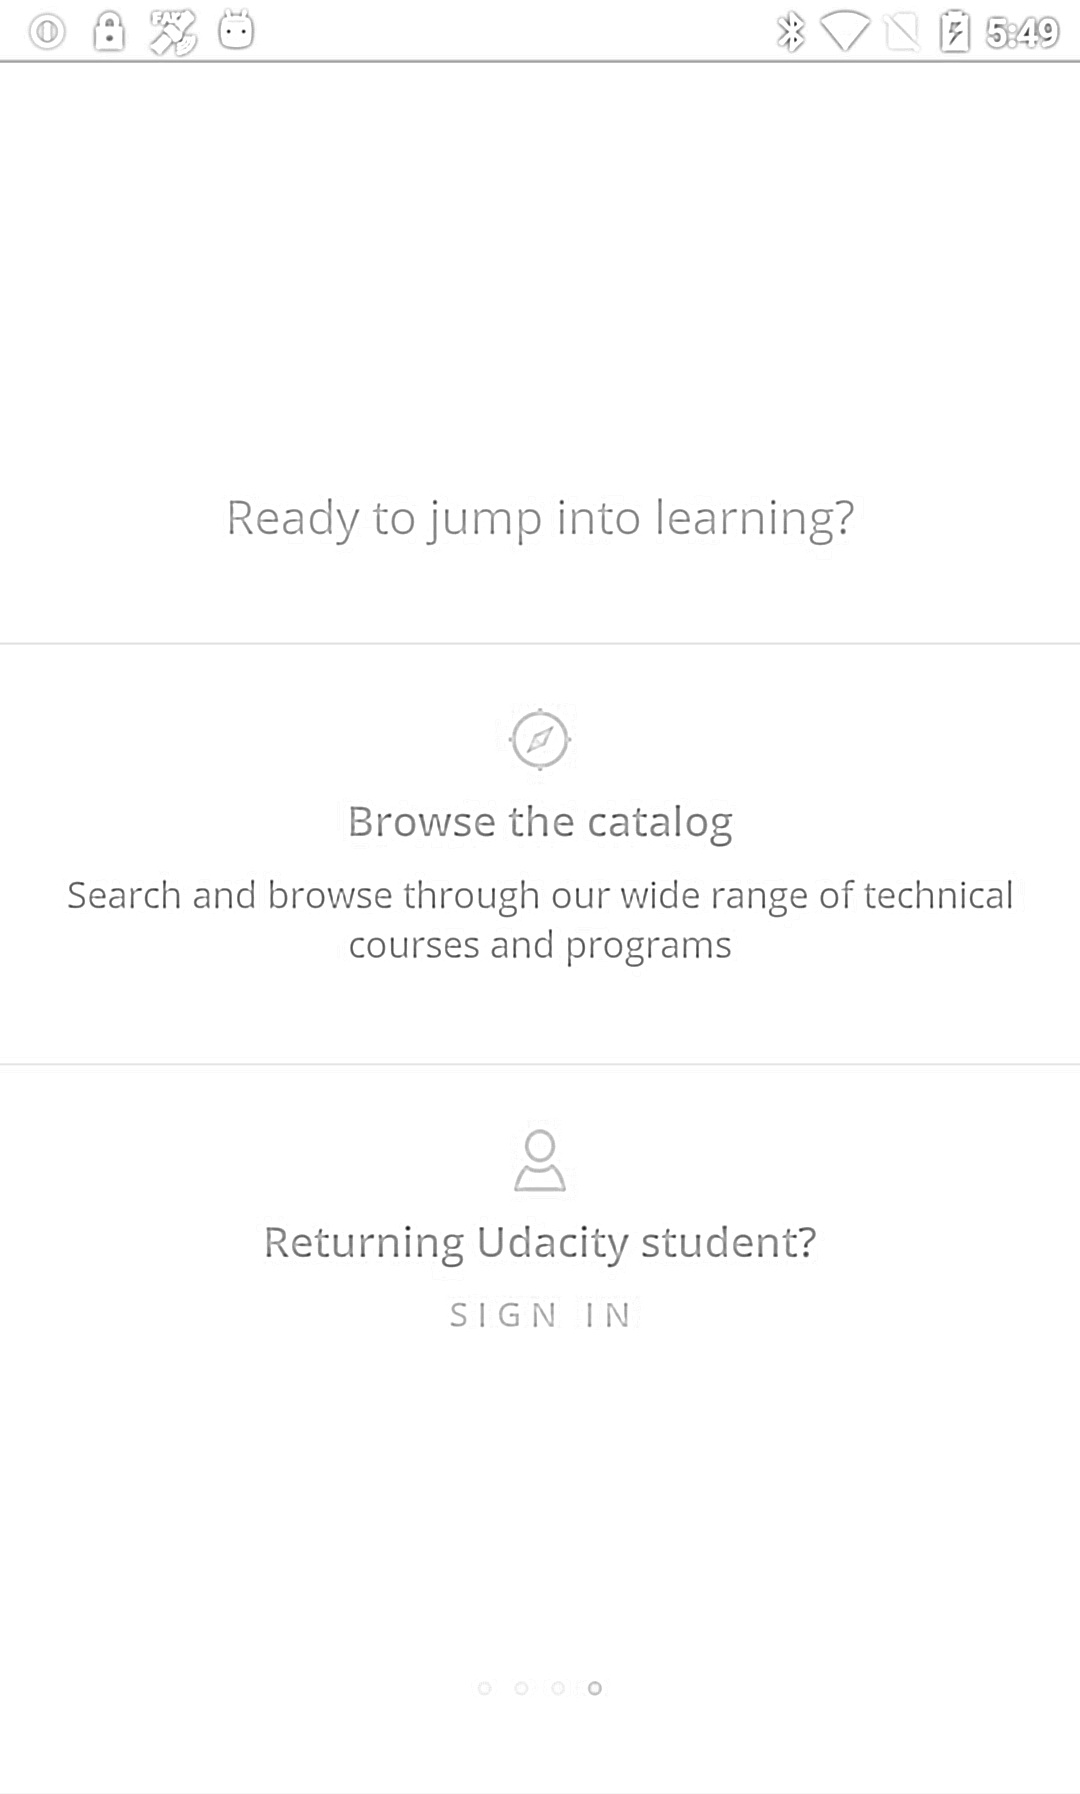 5:49
Ready to jump into learning?
Browse the catalog
Search and browse through our wide range of technical
courses and programs
Returning Udacity student?
SIGN IN